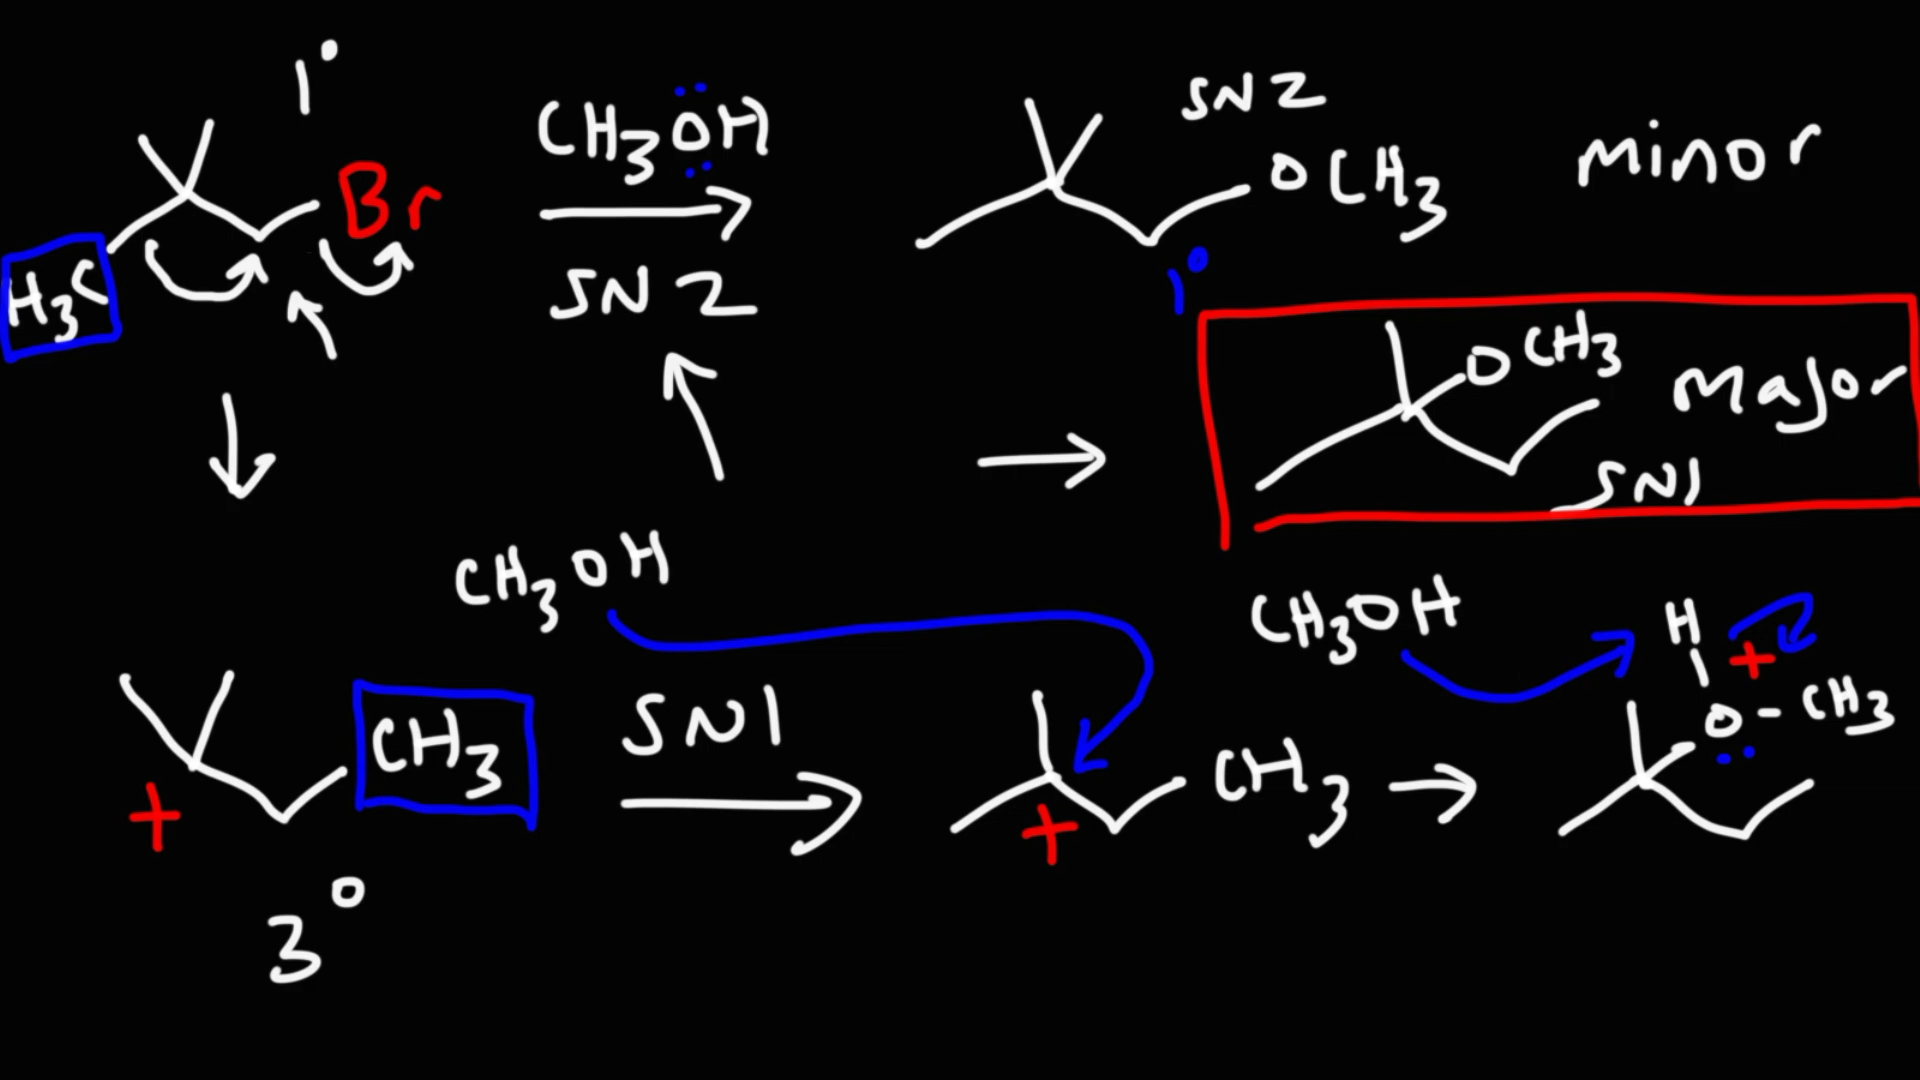 1°
CH3OH
SN2
Br
H3C
SN2
OCH3
minor
1°
OCH3
Major
SN1
CH3OH
CH3
+
3°
SN1
+
CH3
CH3OH
H
+
O-CH3